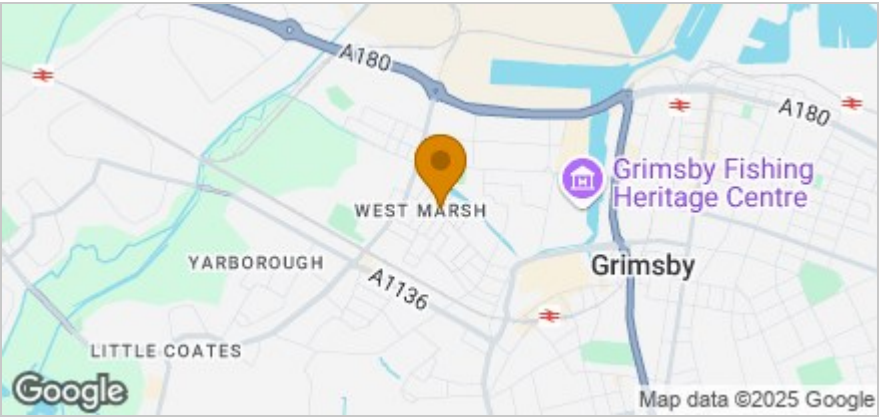 A180
A180
Grimsby Fishing
Heritage Centre
WEST MARSH
YARBOROUGH
Grimsby
A1136
LITTLE COATES
Google
Map data ©2025 Google